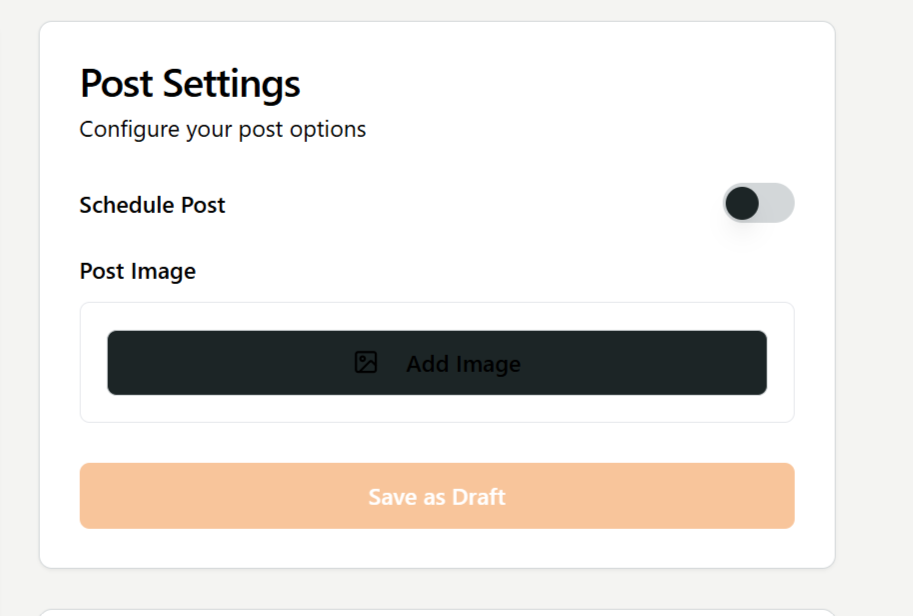 Post Settings
Configure your post options
Schedule Post
Post Image
Add Image
Save as Draft